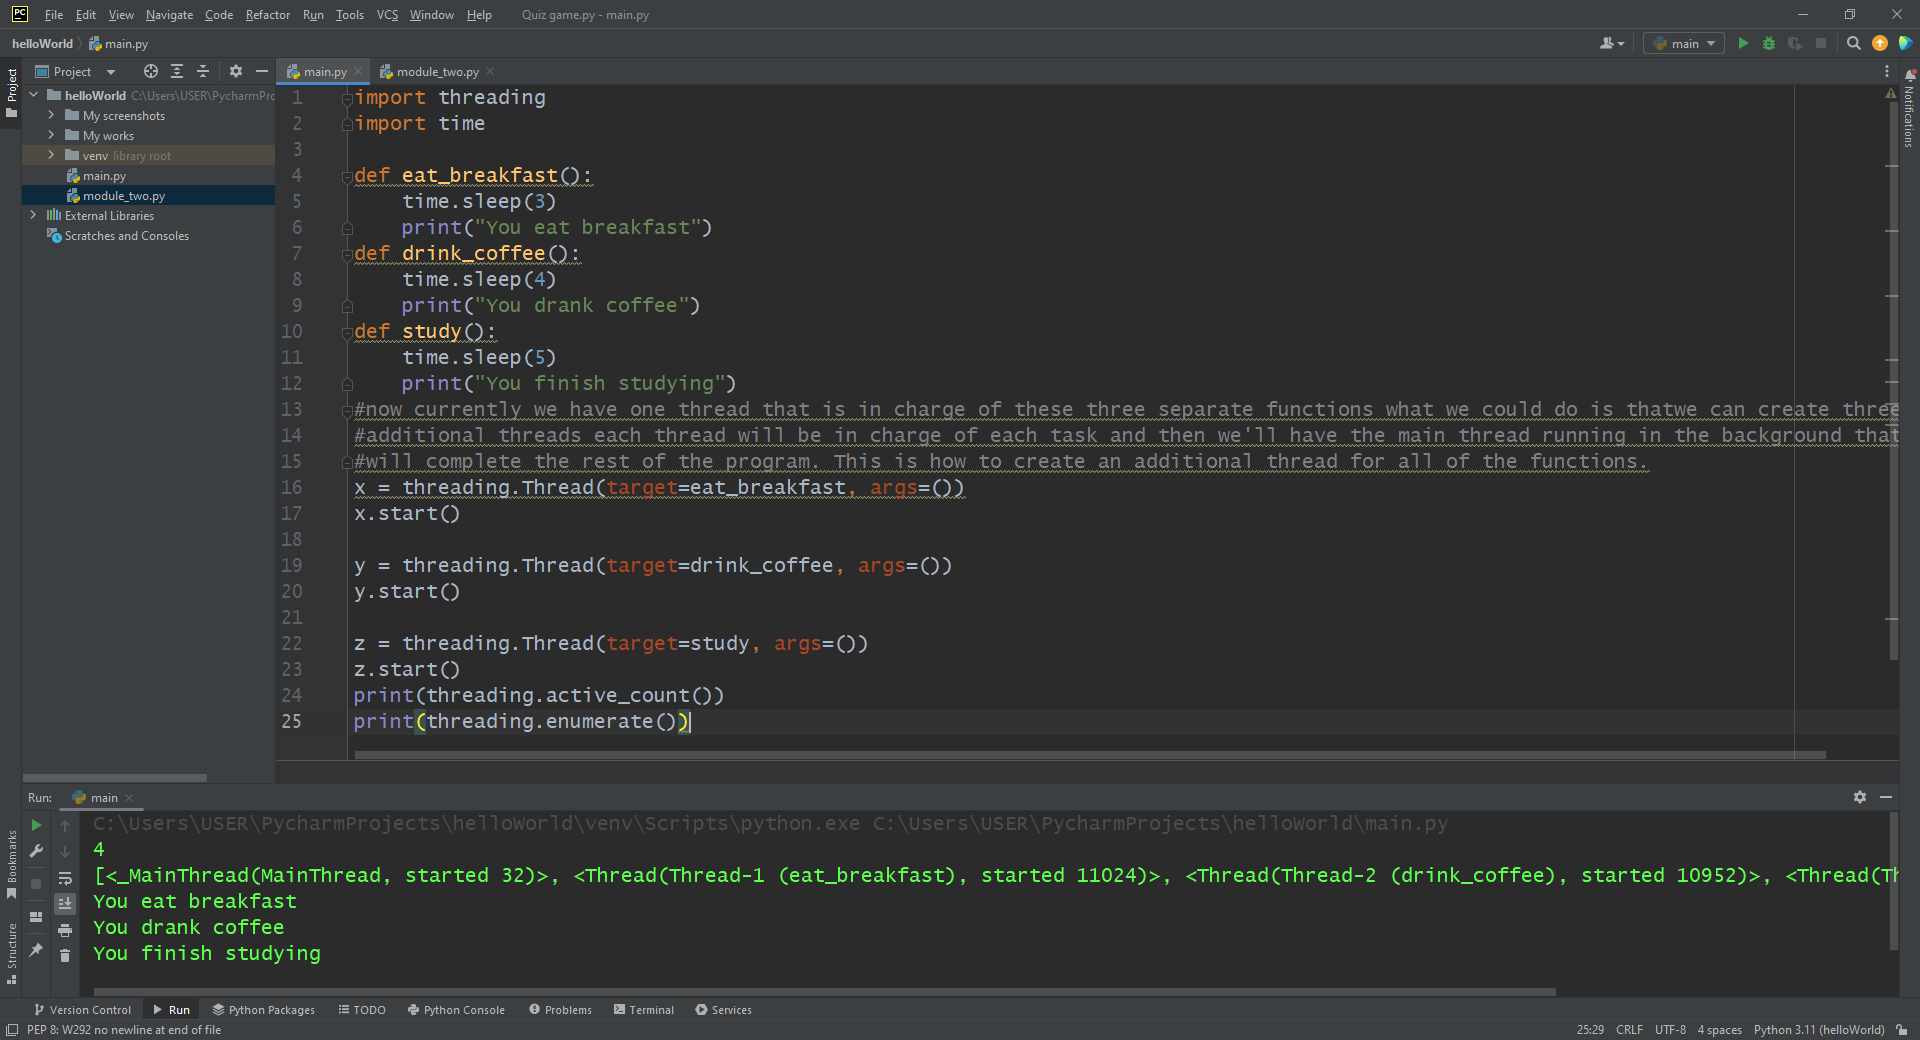 PC File Edit View Navigate Code Refactor Run Tools VCS Window Help Quiz game.py - main.py
helloWorld main.py main
Project
Project main.py module_two.py
helloWorld C:\Users\USER\PycharmPro
My screenshots
My works
venv library root
main.py
module_two.py
External Libraries
Scratches and Consoles
Notifications
1 import threading
2 import time
3
4 def eat_breakfast():
5 time.sleep(3)
6 print("You eat breakfast")
7 def drink_coffee():
8 time.sleep(4)
9 print("You drank coffee")
10 def study():
11 time.sleep(5)
12 print("You finish studying")
13 #now currently we have one thread that is in charge of these three separate functions what we could do is thatwe can create three
14 #additional threads each thread will be in charge of each task and then we'll have the main thread running in the background that
15 #will complete the rest of the program. This is how to create an additional thread for all of the functions.
16 x = threading.Thread(target=eat_breakfast, args=())
17 x.start()
18
19 y = threading.Thread(target=drink_coffee, args=())
20 y.start()
21
22 z = threading.Thread(target=study, args=())
23 z.start()
24 print(threading.active_count())
25 print(threading.enumerate())
Run: main
C:\Users\USER\PycharmProjects\helloWorld\venv\Scripts\python.exe C:\Users\USER\PycharmProjects\helloWorld\main.py
4
[<_MainThread(MainThread, started 32)>, <Thread(Thread-1 (eat_breakfast), started 11024)>, <Thread(Thread-2 (drink_coffee), started 10952)>, <Thread(Th
You eat breakfast
You drank coffee
You finish studying
Bookmarks
Structure
Version Control Run Python Packages TODO Python Console Problems Terminal Services
PEP 8: W292 no newline at end of file 25:29 CRLF UTF-8 4 spaces Python 3.11 (helloWorld)